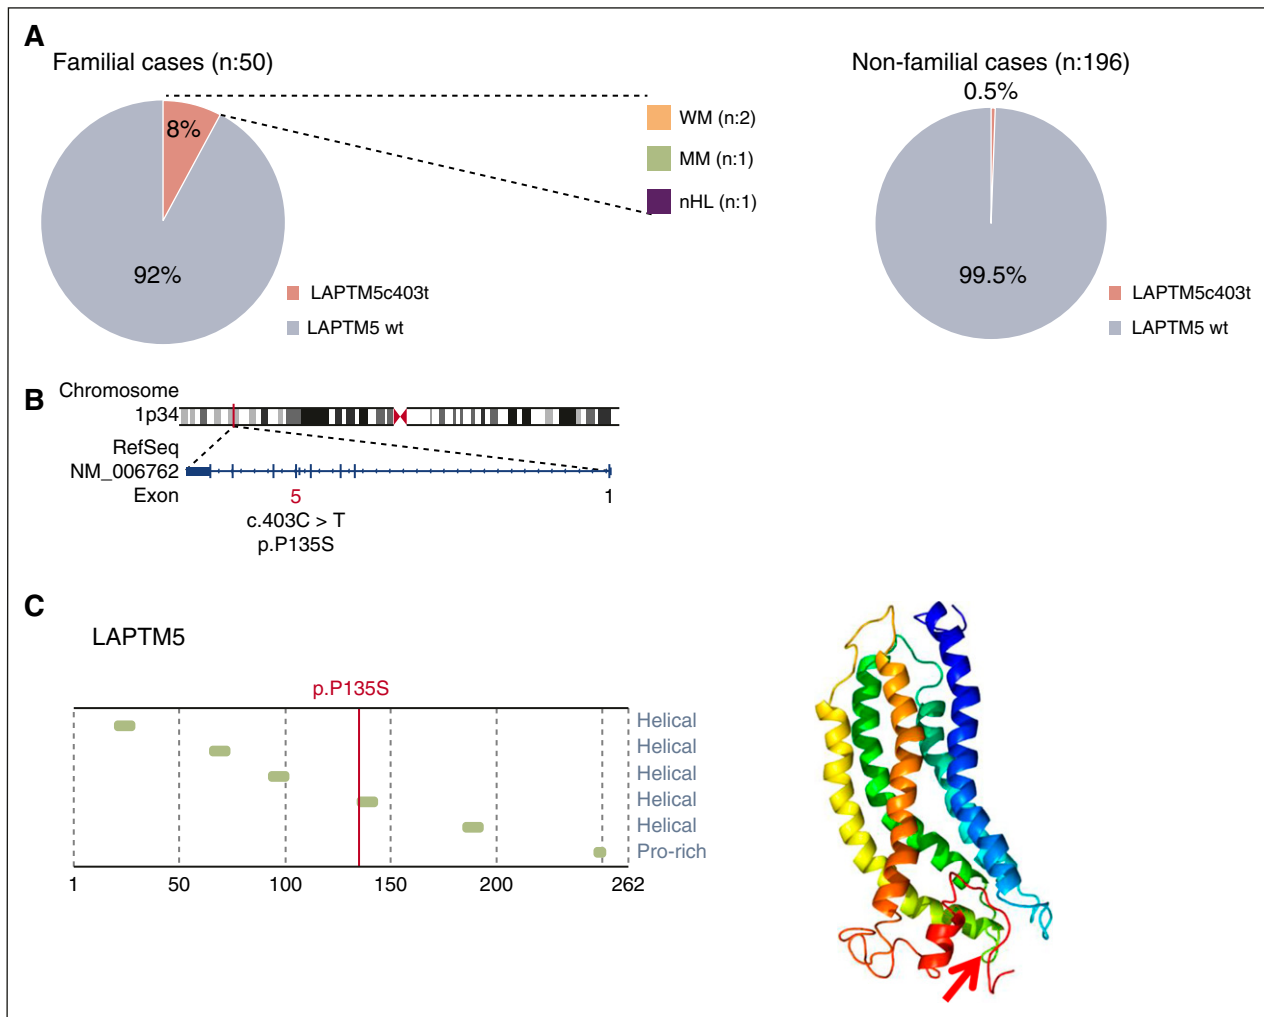 A
Familial cases (n:50)
8%
92%
LAPTM5c403t
LAPTM5 wt
WM (n:2)
MM (n:1)
nHL (n:1)
Non-familial cases (n:196)
0.5%
99.5%
LAPTM5c403t
LAPTM5 wt
B
Chromosome
1p34
RefSeq
NM_006762
Exon
5
1
c.403C > T
p.P135S
C
LAPTM5
p.P135S
Helical
Helical
Helical
Helical
Helical
Pro-rich
1 50 100 150 200 262